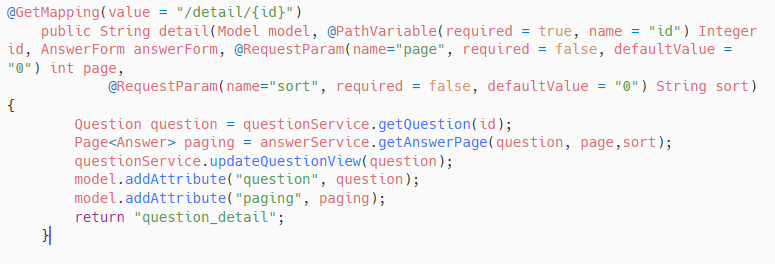 @GetMapping(value = "/detail/{id}")
    public String detail(Model model, @PathVariable(required = true, name = "id") Integer
id, AnswerForm answerForm, @RequestParam(name="page", required = false, defaultValue =
"0") int page,
            @RequestParam(name="sort", required = false, defaultValue = "0") String sort)
{
        Question question = questionService.getQuestion(id);
        Page<Answer> paging = answerService.getAnswerPage(question, page,sort);
        questionService.updateQuestionView(question);
        model.addAttribute("question", question);
        model.addAttribute("paging", paging);
        return "question_detail";
    }